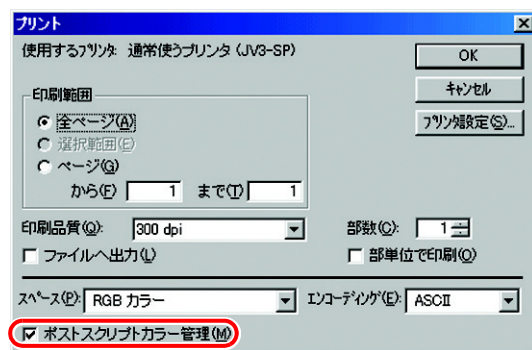 プリント
使用するプリンタ: 通常使うプリンタ (JV3-SP)
OK
キャンセル
プリンタ設定(S)...
印刷範囲
全ページ(A)
選択範囲(E)
ページ(G)
から(F) 1 まで(T) 1
印刷品質(Q): 300 dpi 部数(C): 1
ファイルへ出力(L) 部単位で印刷(O)
スペース(P): RGB カラー エンコーディング(E): ASCII
ポストスクリプトカラー管理(M)